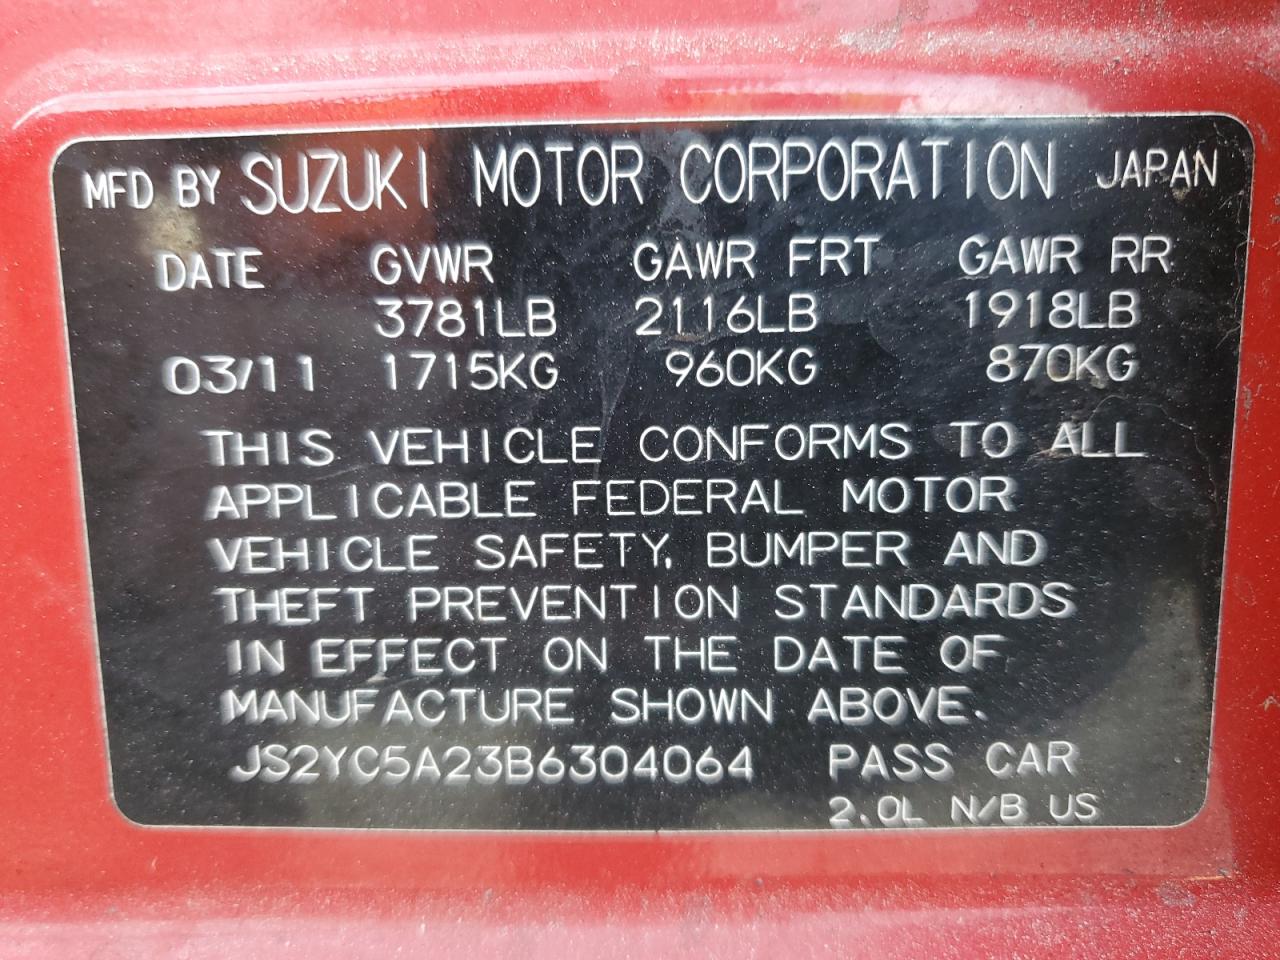 MFD BY SUZUKI MOTOR CORPORATION JAPAN
DATE GVWR GAWR FRT GAWR RR
3781LB 2116LB 1918LB
03/11 1715KG 960KG 870KG
THIS VEHICLE CONFORMS TO ALL
APPLICABLE FEDERAL MOTOR
VEHICLE SAFETY, BUMPER AND
THEFT PREVENTION STANDARDS
IN EFFECT ON THE DATE OF
MANUFACTURE SHOWN ABOVE.
JS2YC5A23B6304064 PASS CAR
2.0L N/B US